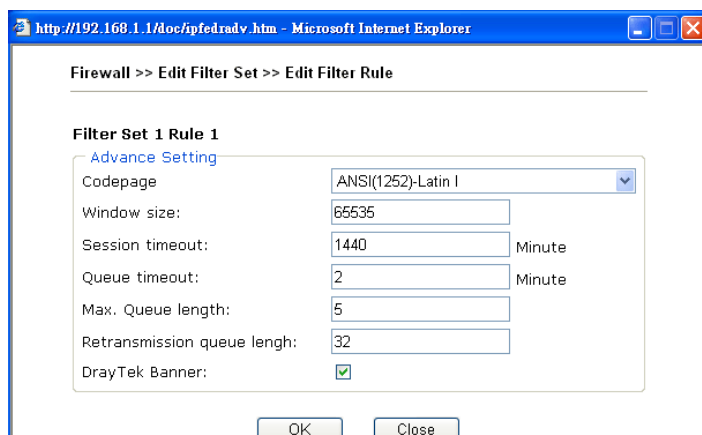 http://192.168.1.1/doc/ipfedradv.htm - Microsoft Internet Explorer
Firewall >> Edit Filter Set >> Edit Filter Rule
Filter Set 1 Rule 1
Advance Setting
Codepage ANSI(1252)-Latin I
Window size: 65535
Session timeout: 1440 Minute
Queue timeout: 2 Minute
Max. Queue length: 5
Retransmission queue lengh: 32
DrayTek Banner:
OK Close